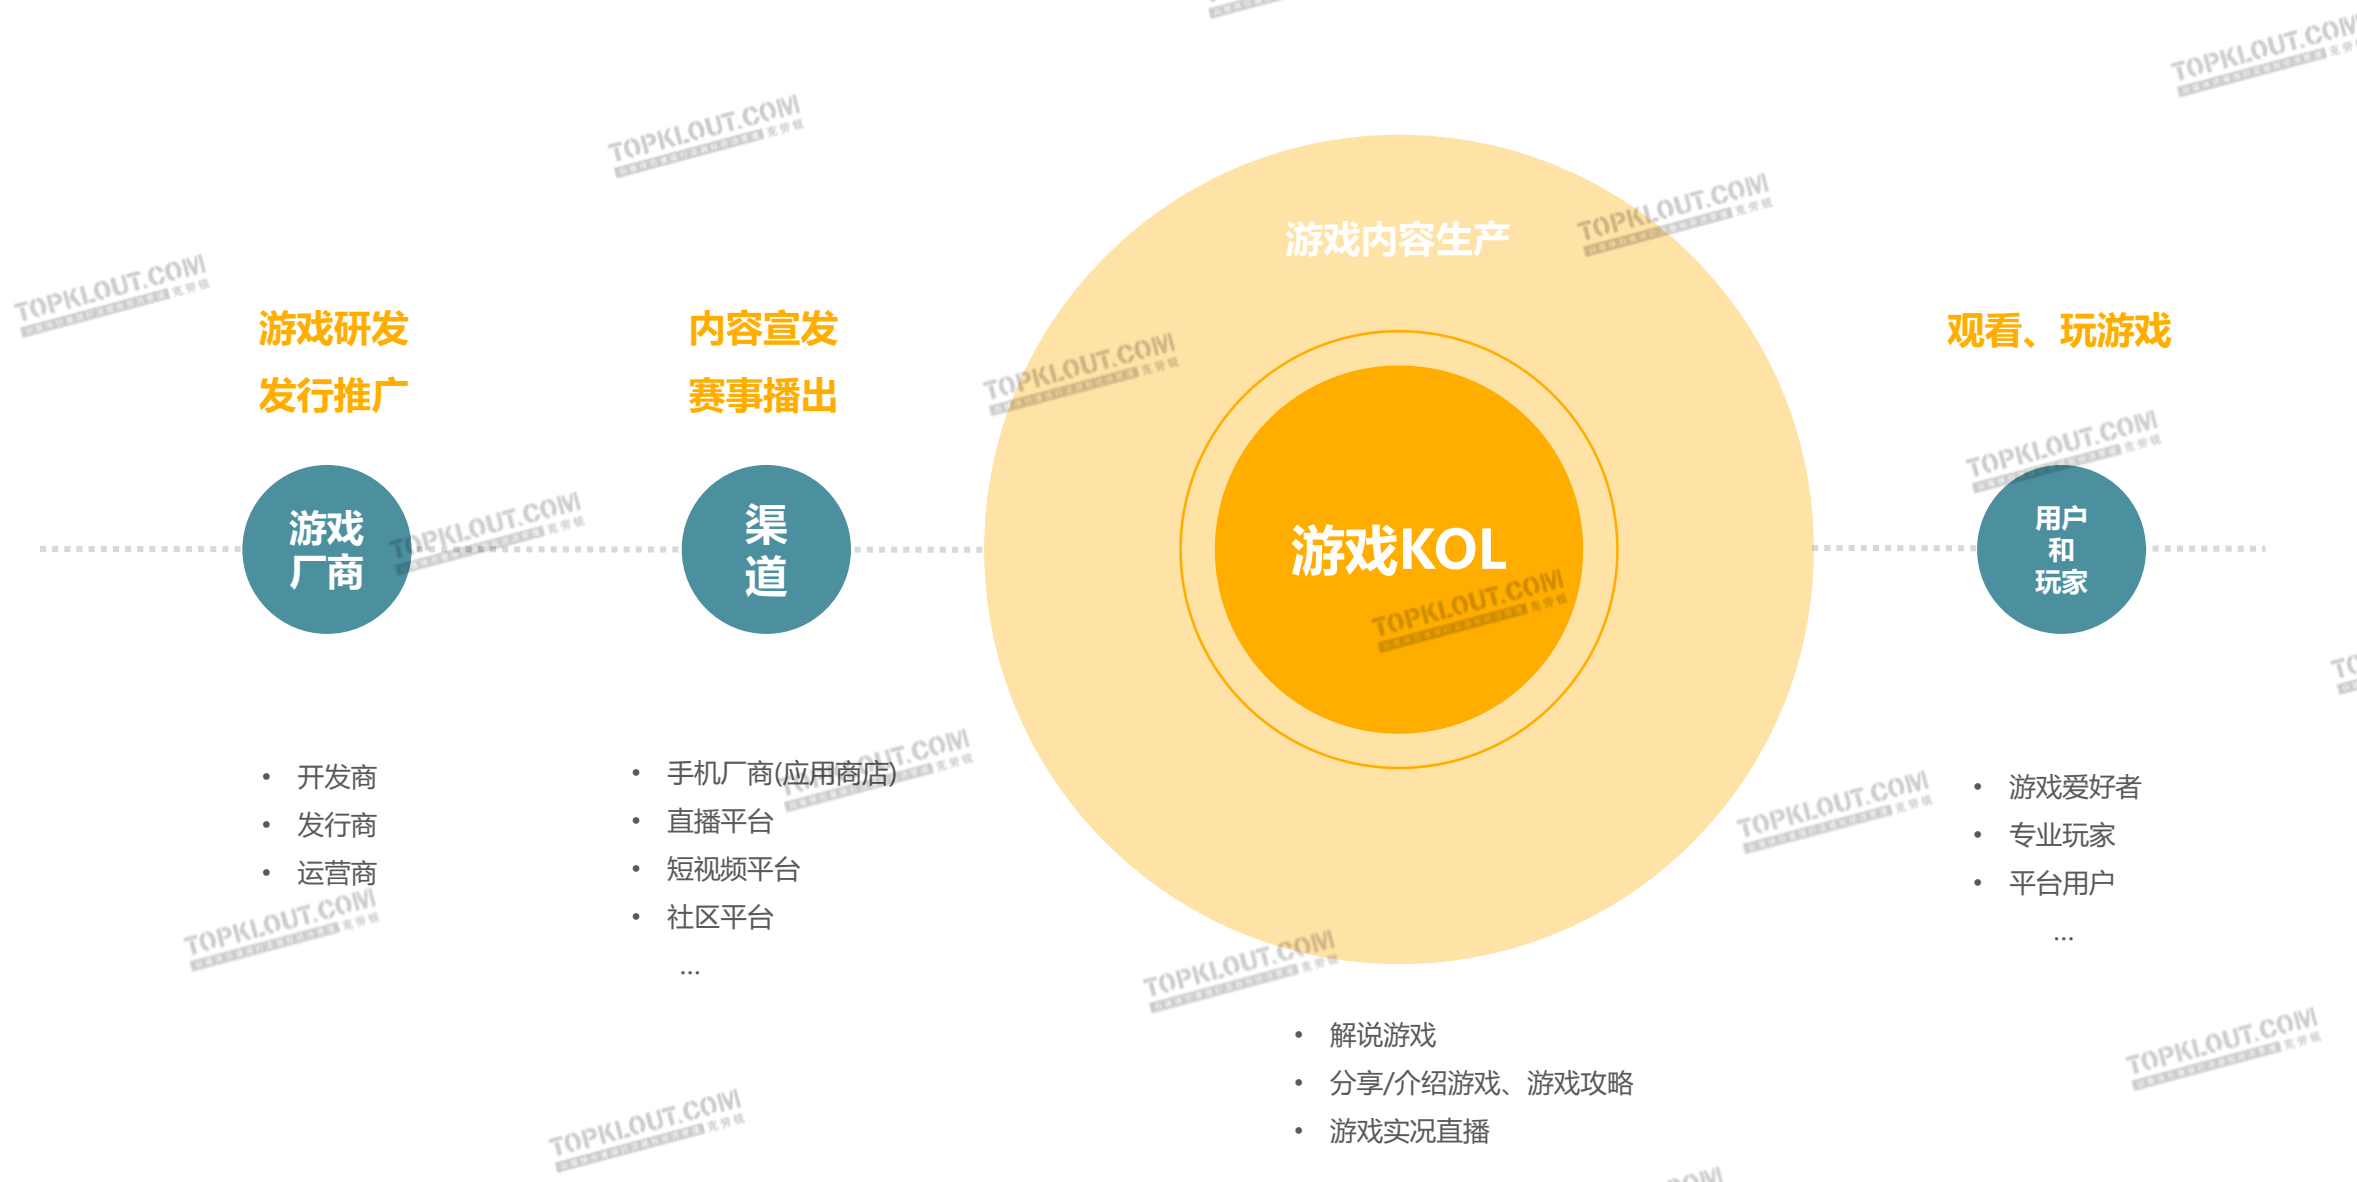 游戏研发
发行推广
游戏
厂商
• 开发商
• 发行商
• 运营商
内容宣发
赛事播出
渠
道
• 手机厂商(应用商店)
• 直播平台
• 短视频平台
• 社区平台
...
游戏内容生产
游戏KOL
• 解说游戏
• 分享/介绍游戏、游戏攻略
• 游戏实况直播
观看、玩游戏
用户
和
玩家
• 游戏爱好者
• 专业玩家
• 平台用户
...
TOPKLOUT.COM
克劳锐